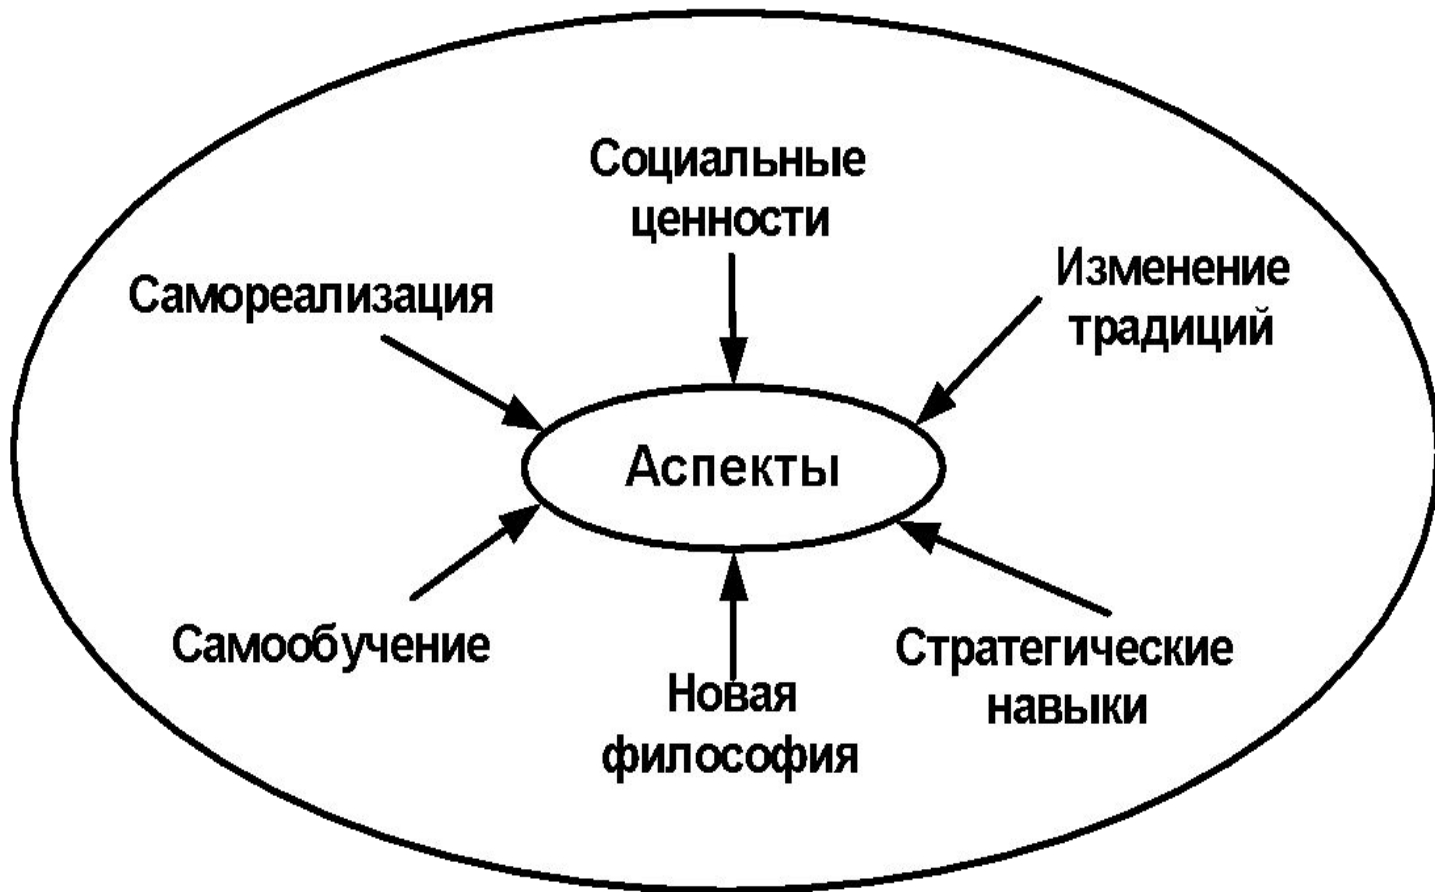 Социальные
ценности
Самореализация
Изменение
традиций
Аспекты
Самообучение
Стратегические
навыки
Новая
философия